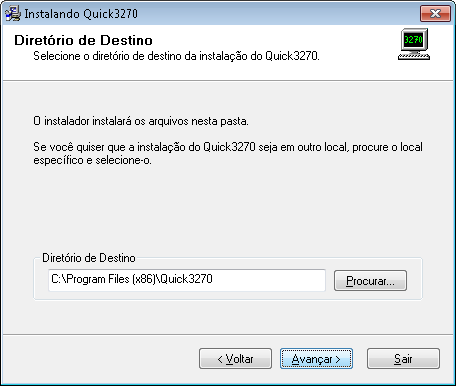 Instalando Quick3270
Diretório de Destino
Selecione o diretório de destino da instalação do Quick3270.
3270
O instalador instalará os arquivos nesta pasta.
Se você quiser que a instalação do Quick3270 seja em outro local, procure o local
específico e selecione-o.
Diretório de Destino
C:\Program Files (x86)\Quick3270
Procurar...
< Voltar
Avançar >
Sair